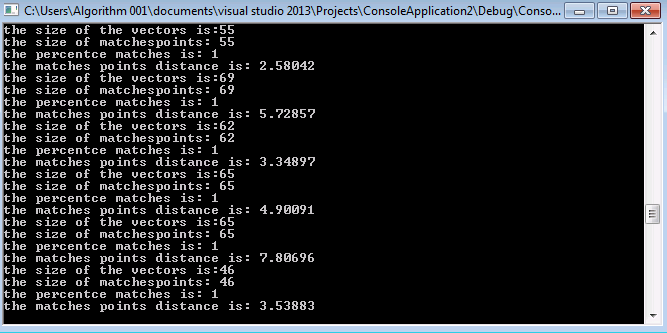 C:\Users\Algorithm 001\documents\visual studio 2013\Projects\ConsoleApplication2\Debug\Conso...
the size of the vectors is:55
the size of matchespoints: 55
the percentce matches is: 1
the matches points distance is: 2.58042
the size of the vectors is:69
the size of matchespoints: 69
the percentce matches is: 1
the matches points distance is: 5.72857
the size of the vectors is:62
the size of matchespoints: 62
the percentce matches is: 1
the matches points distance is: 3.34897
the size of the vectors is:65
the size of matchespoints: 65
the percentce matches is: 1
the matches points distance is: 4.90091
the size of the vectors is:65
the size of matchespoints: 65
the percentce matches is: 1
the matches points distance is: 7.80696
the size of the vectors is:46
the size of matchespoints: 46
the percentce matches is: 1
the matches points distance is: 3.53883